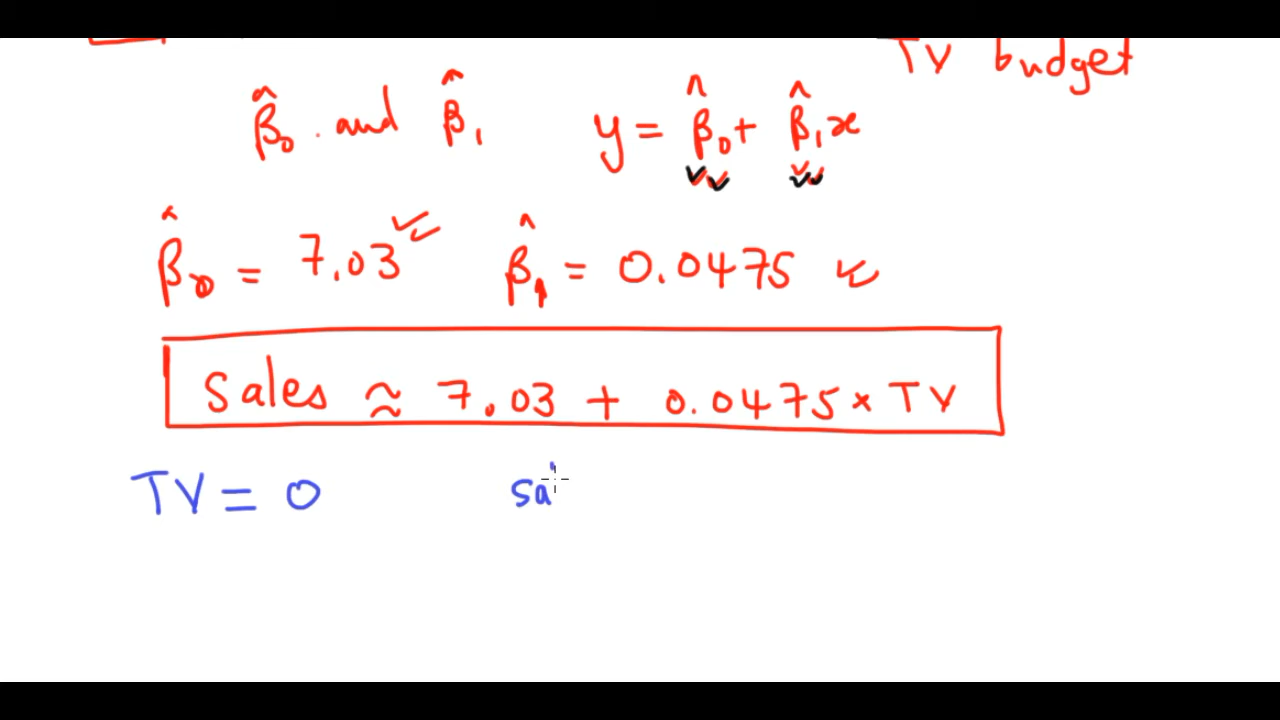 TV budget
β̂₀ and β̂₁ y = β̂₀ + β̂₁x
β̂₀ = 7.03 β̂₁ = 0.0475
Sales ≈ 7.03 + 0.0475 × TV
TV = 0 sa